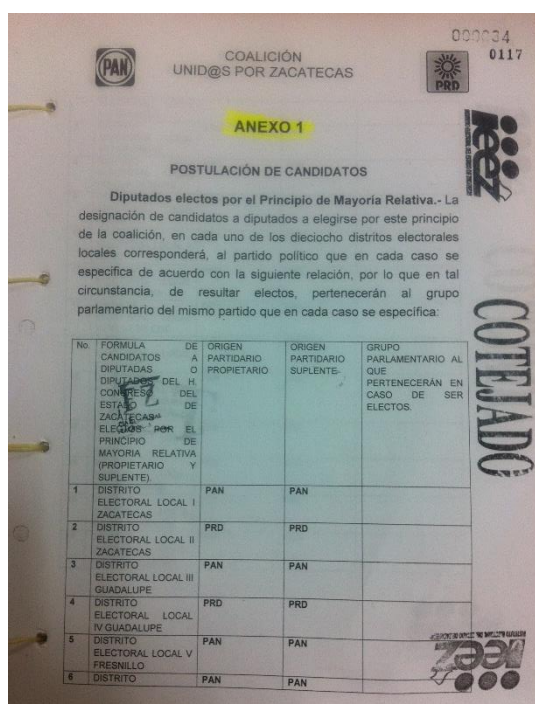 000034
0117
PAN
COALICIÓN
UNID@S POR ZACATECAS
PRD
ANEXO 1
ieez
POSTULACIÓN DE CANDIDATOS
Diputados electos por el Principio de Mayoría Relativa.- La
designación de candidatos a diputados a elegirse por este principio
de la coalición, en cada uno de los dieciocho distritos electorales
locales corresponderá, al partido político que en cada caso se
especifica de acuerdo con la siguiente relación, por lo que en tal
circunstancia, de resultar electos, pertenecerán al grupo
parlamentario del mismo partido que en cada caso se especifica:
COTEJADO
No. FORMULA DE CANDIDATOS A DIPUTADAS O DIPUTADOS DEL H. CONGRESO DEL ESTADO DE ZACATECAS ELECTOS POR EL PRINCIPIO DE MAYORIA RELATIVA (PROPIETARIO Y SUPLENTE).
ORIGEN PARTIDARIO PROPIETARIO
ORIGEN PARTIDARIO SUPLENTE-
GRUPO PARLAMENTARIO AL QUE PERTENECERÁN EN CASO DE SER ELECTOS.
1 DISTRITO PAN PAN
ELECTORAL LOCAL I
ZACATECAS
2 DISTRITO PRD PRD
ELECTORAL LOCAL II
ZACATECAS
3 DISTRITO PAN PAN
ELECTORAL LOCAL III
GUADALUPE
4 DISTRITO PRD PRD
ELECTORAL LOCAL
IV GUADALUPE
5 DISTRITO PAN PAN
ELECTORAL LOCAL V
FRESNILLO
6 DISTRITO PAN PAN
ieez